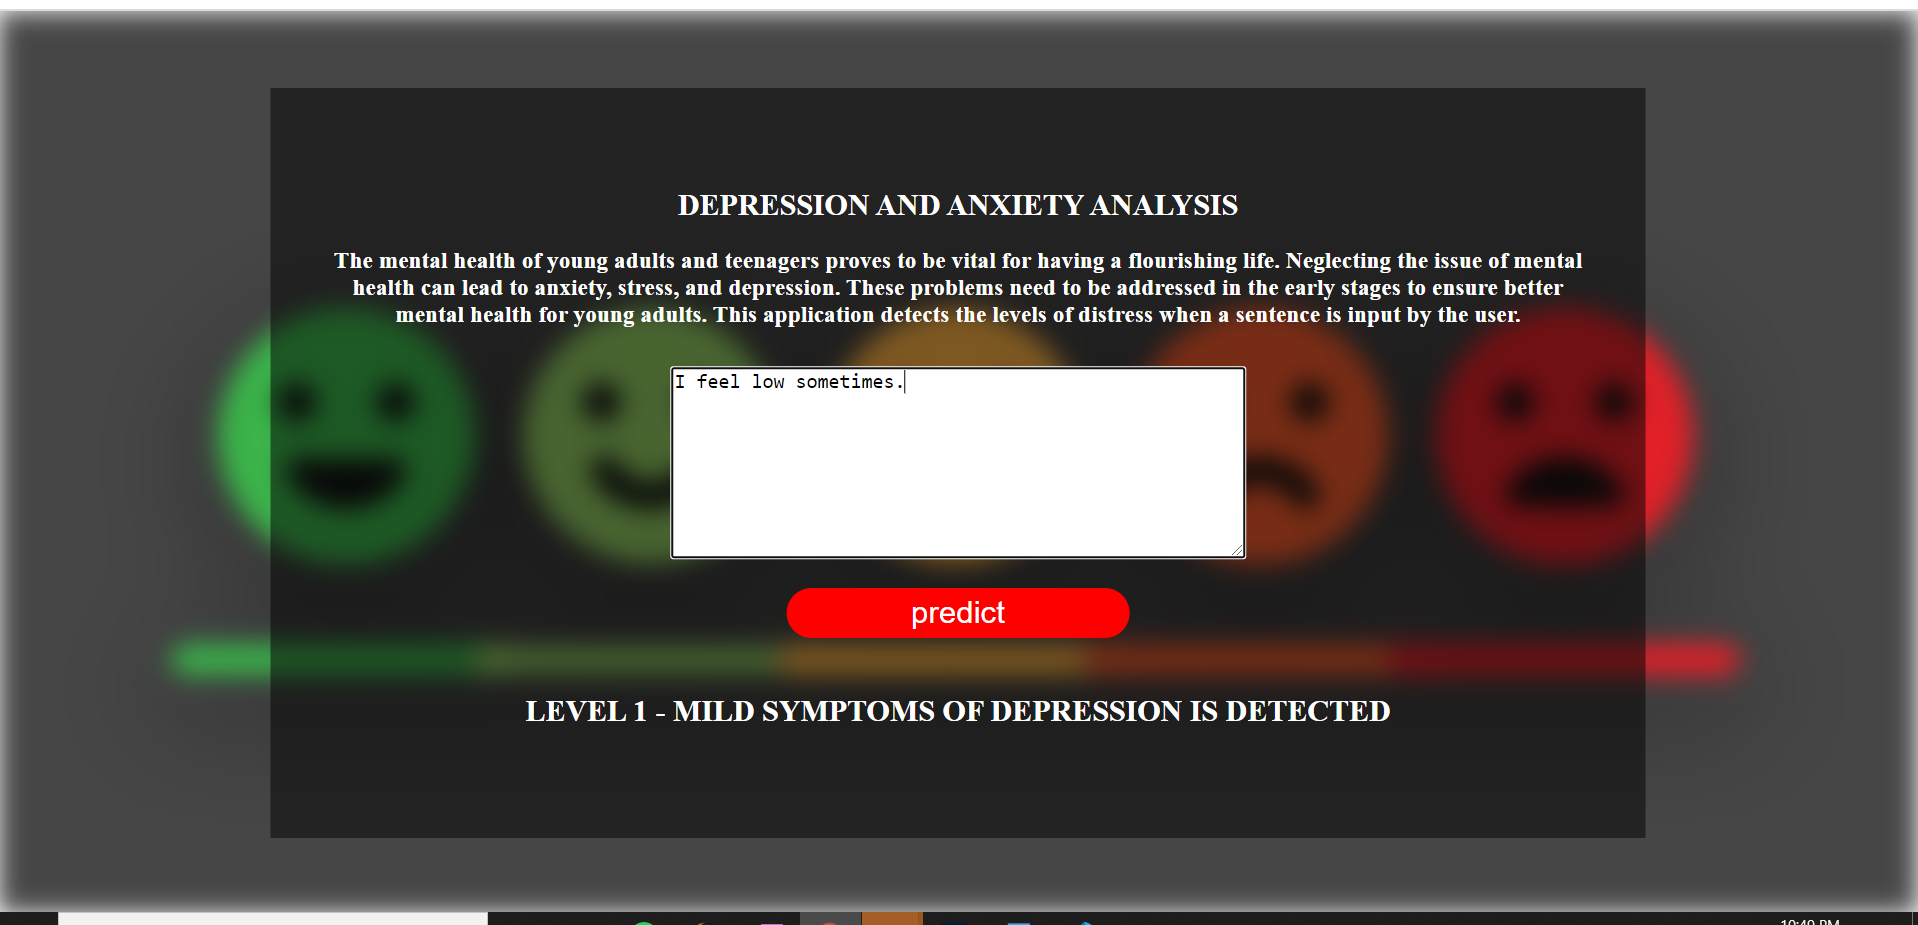 DEPRESSION AND ANXIETY ANALYSIS
The mental health of young adults and teenagers proves to be vital for having a flourishing life. Neglecting the issue of mental
health can lead to anxiety, stress, and depression. These problems need to be addressed in the early stages to ensure better
mental health for young adults. This application detects the levels of distress when a sentence is input by the user.
I feel low sometimes.
predict
LEVEL 1 - MILD SYMPTOMS OF DEPRESSION IS DETECTED
10:49 PM